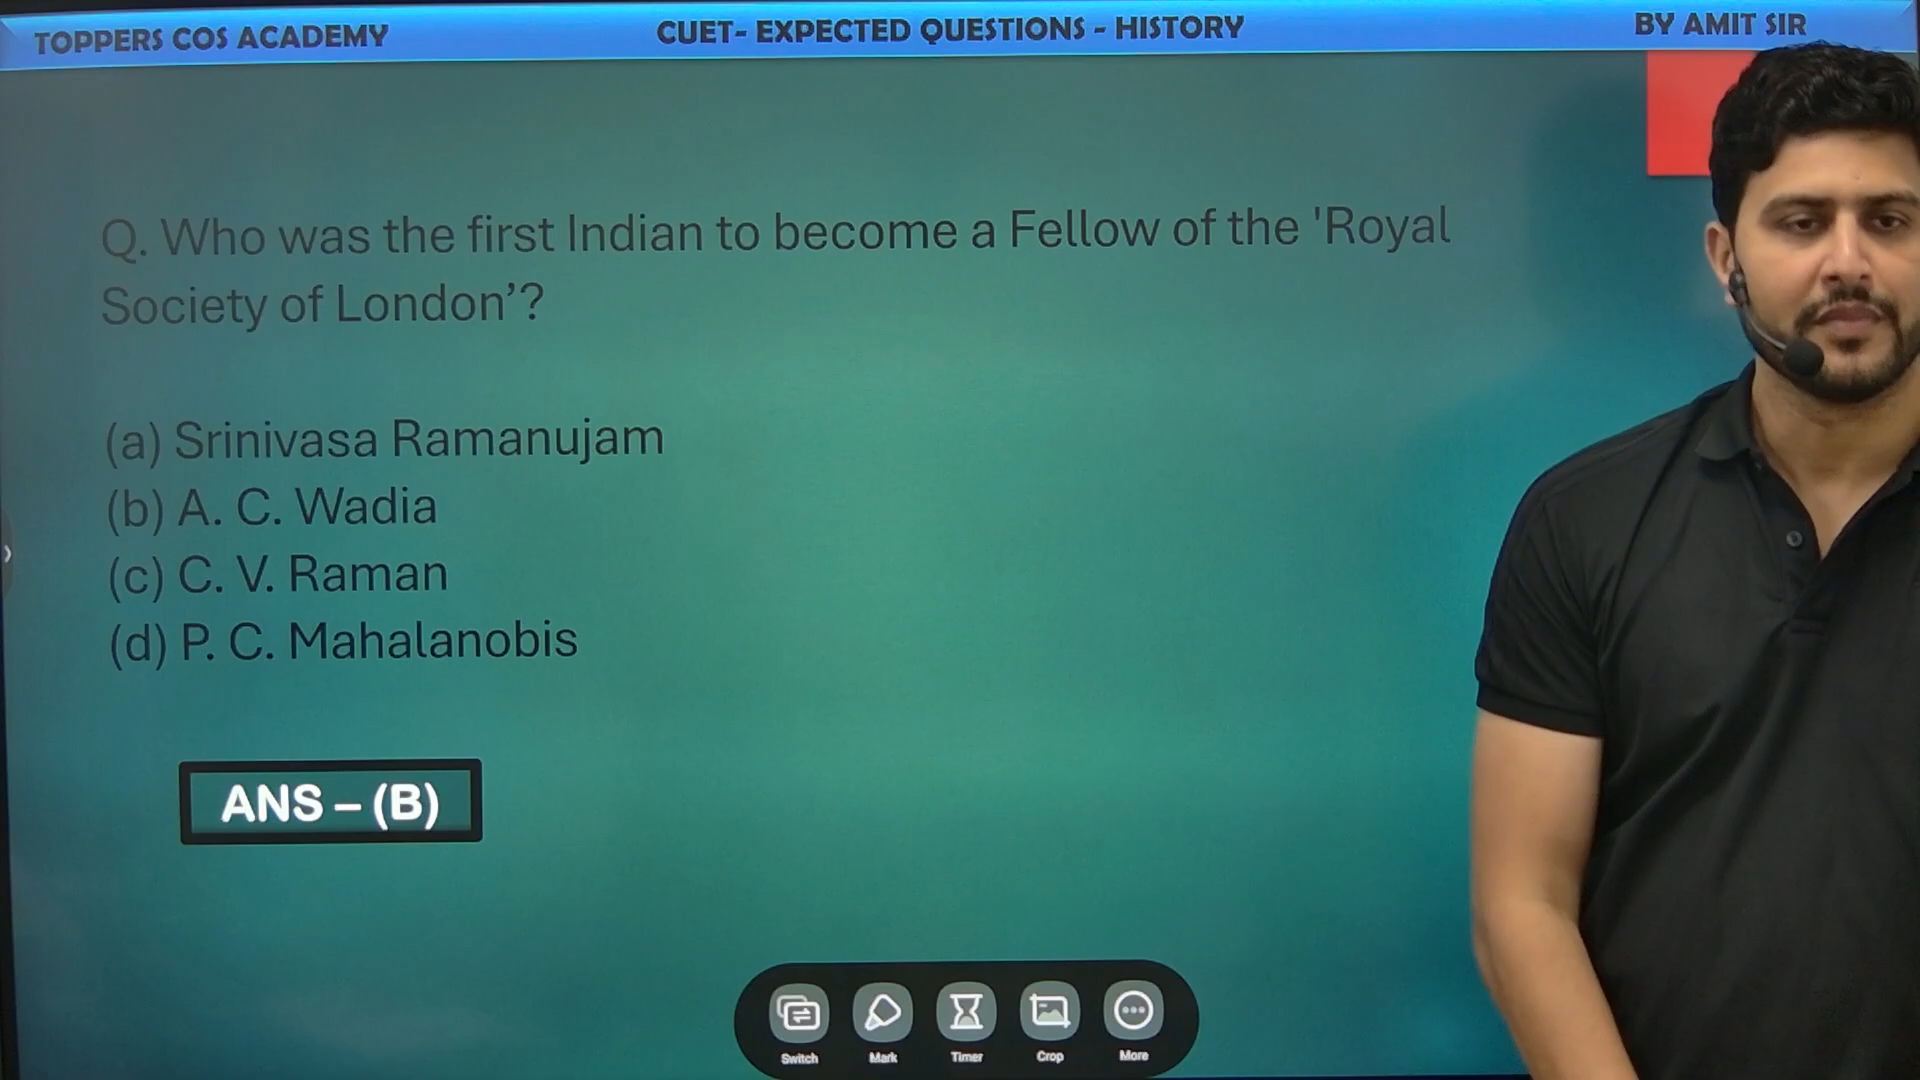 TOPPERS COS ACADEMY
CUET- EXPECTED QUESTIONS - HISTORY
BY AMIT SIR
Q. Who was the first Indian to become a Fellow of the 'Royal
Society of London’?
(a) Srinivasa Ramanujam
(b) A. C. Wadia
(c) C. V. Raman
(d) P. C. Mahalanobis
ANS – (B)
Switch
Mark
Timer
Crop
More